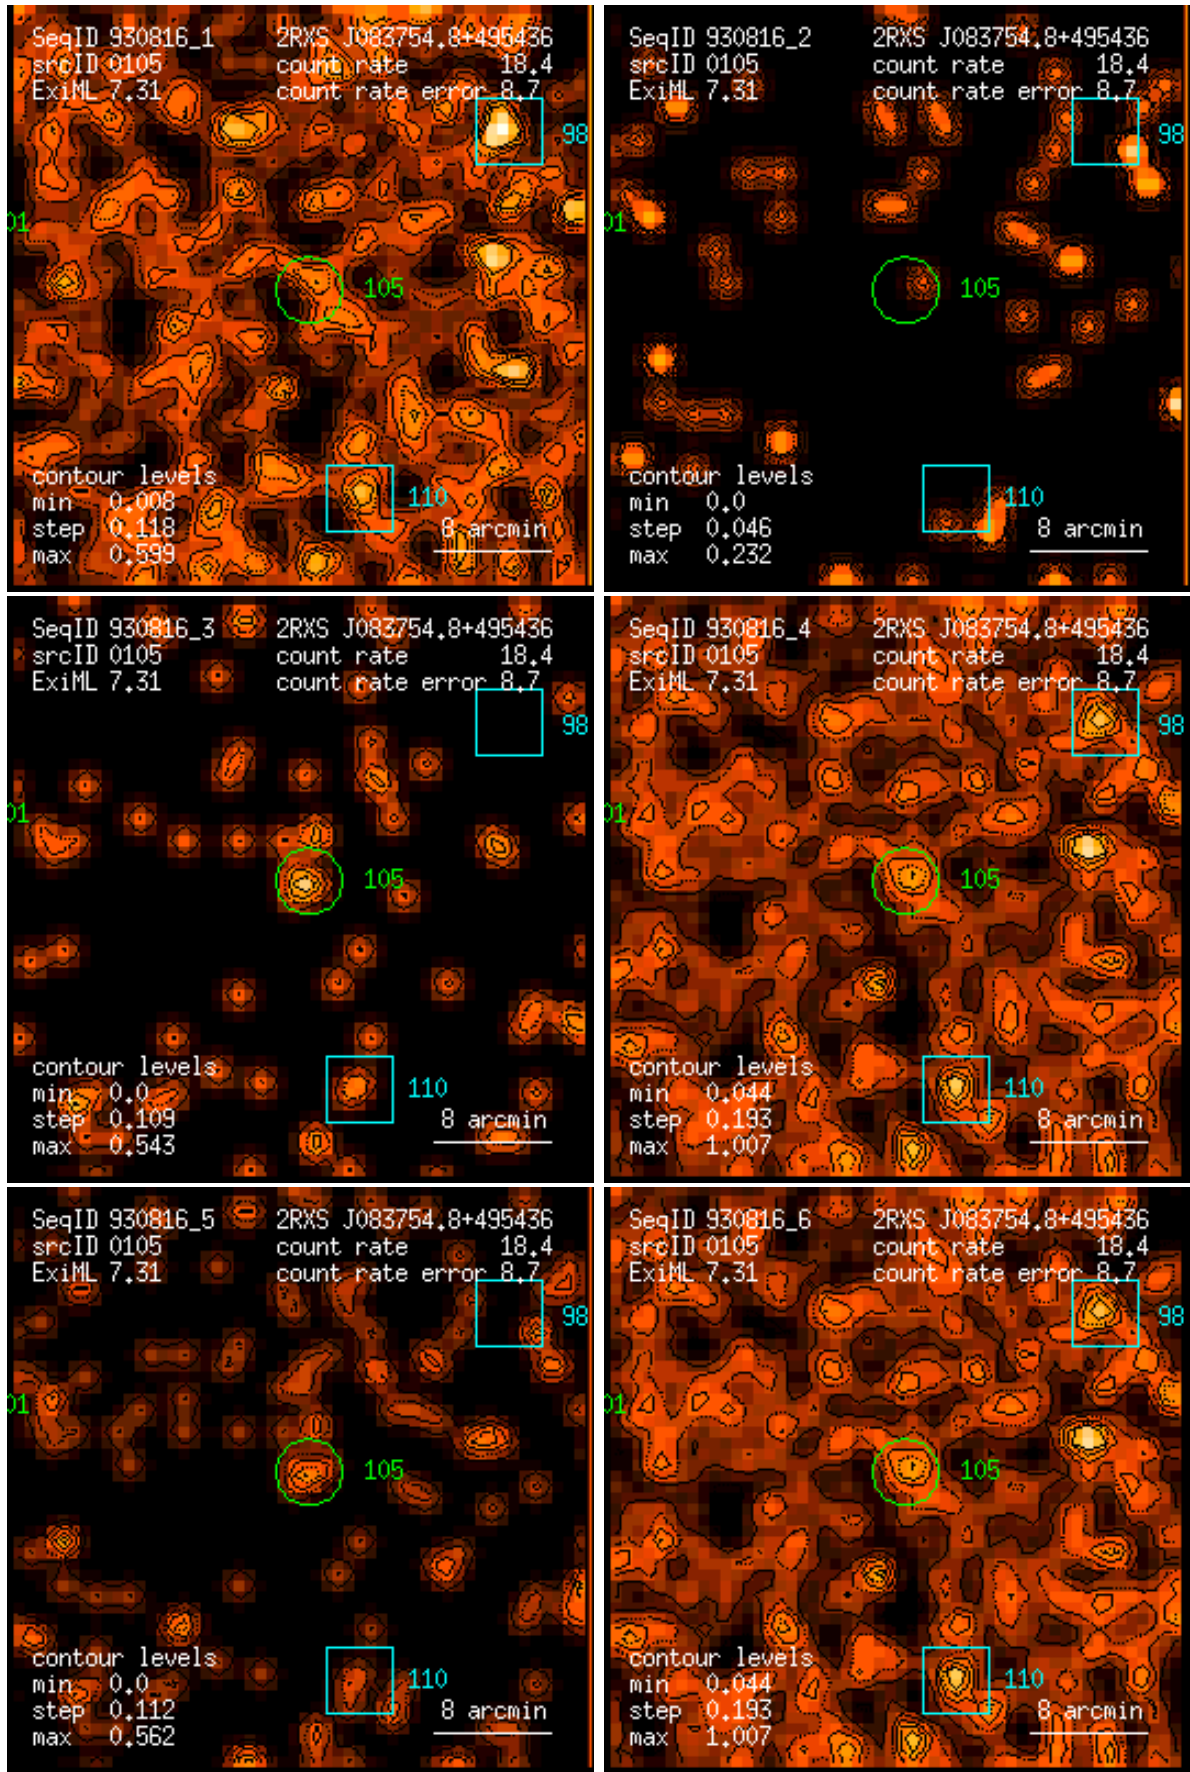 SeqID 930816_1 2RXS J083754.8+495436
srcID 0105 count rate 18.4
ExiML 7.31 count rate error 8.7
98
01
105
contour levels
min 0.008 110
step 0.118 8 arcmin
max 0.599
SeqID 930816_2 2RXS J083754.8+495436
srcID 0105 count rate 18.4
ExiML 7.31 count rate error 8.7
98
01
105
contour levels
min 0.0 110
step 0.046 8 arcmin
max 0.232
SeqID 930816_3 2RXS J083754.8+495436
srcID 0105 count rate 18.4
ExiML 7.31 count rate error 8.7
98
01
105
contour levels
min 0.0 110
step 0.109 8 arcmin
max 0.543
SeqID 930816_4 2RXS J083754.8+495436
srcID 0105 count rate 18.4
ExiML 7.31 count rate error 8.7
98
01
105
contour levels
min 0.044 110
step 0.193 8 arcmin
max 1.007
SeqID 930816_5 2RXS J083754.8+495436
srcID 0105 count rate 18.4
ExiML 7.31 count rate error 8.7
98
01
105
contour levels
min 0.0 110
step 0.112 8 arcmin
max 0.562
SeqID 930816_6 2RXS J083754.8+495436
srcID 0105 count rate 18.4
ExiML 7.31 count rate error 8.7
98
01
105
contour levels
min 0.044 110
step 0.193 8 arcmin
max 1.007